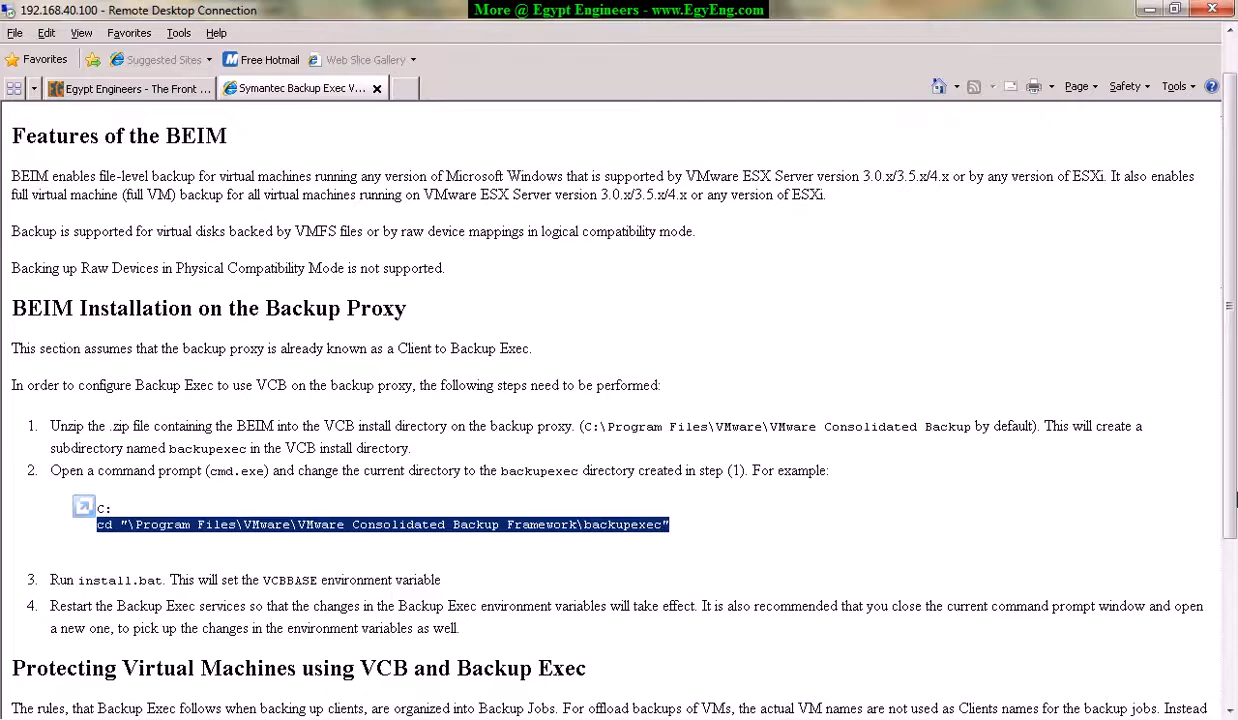 192.168.40.100 - Remote Desktop Connection
More @ Egypt Engineers - www.EgyEng.com
File Edit View Favorites Tools Help
Favorites Suggested Sites Free Hotmail Web Slice Gallery
Egypt Engineers - The Front ... Symantec Backup Exec V... Page Safety Tools
Features of the BEIM
BEIM enables file-level backup for virtual machines running any version of Microsoft Windows that is supported by VMware ESX Server version 3.0.x/3.5.x/4.x or by any version of ESXi. It also enables
full virtual machine (full VM) backup for all virtual machines running on VMware ESX Server version 3.0.x/3.5.x/4.x or any version of ESXi.
Backup is supported for virtual disks backed by VMFS files or by raw device mappings in logical compatibility mode.
Backing up Raw Devices in Physical Compatibility Mode is not supported.
BEIM Installation on the Backup Proxy
This section assumes that the backup proxy is already known as a Client to Backup Exec.
In order to configure Backup Exec to use VCB on the backup proxy, the following steps need to be performed:
1. Unzip the .zip file containing the BEIM into the VCB install directory on the backup proxy. (C:\Program Files\VMware\VMware Consolidated Backup by default). This will create a
subdirectory named backupexec in the VCB install directory.
2. Open a command prompt (cmd.exe) and change the current directory to the backupexec directory created in step (1). For example:
C:
cd "\Program Files\VMware\VMware Consolidated Backup Framework\backupexec"
3. Run install.bat. This will set the VCBBASE environment variable
4. Restart the Backup Exec services so that the changes in the Backup Exec environment variables will take effect. It is also recommended that you close the current command prompt window and open
a new one, to pick up the changes in the environment variables as well.
Protecting Virtual Machines using VCB and Backup Exec
The rules, that Backup Exec follows when backing up clients, are organized into Backup Jobs. For offload backups of VMs, the actual VM names are not used as Clients names for the backup jobs. Instead